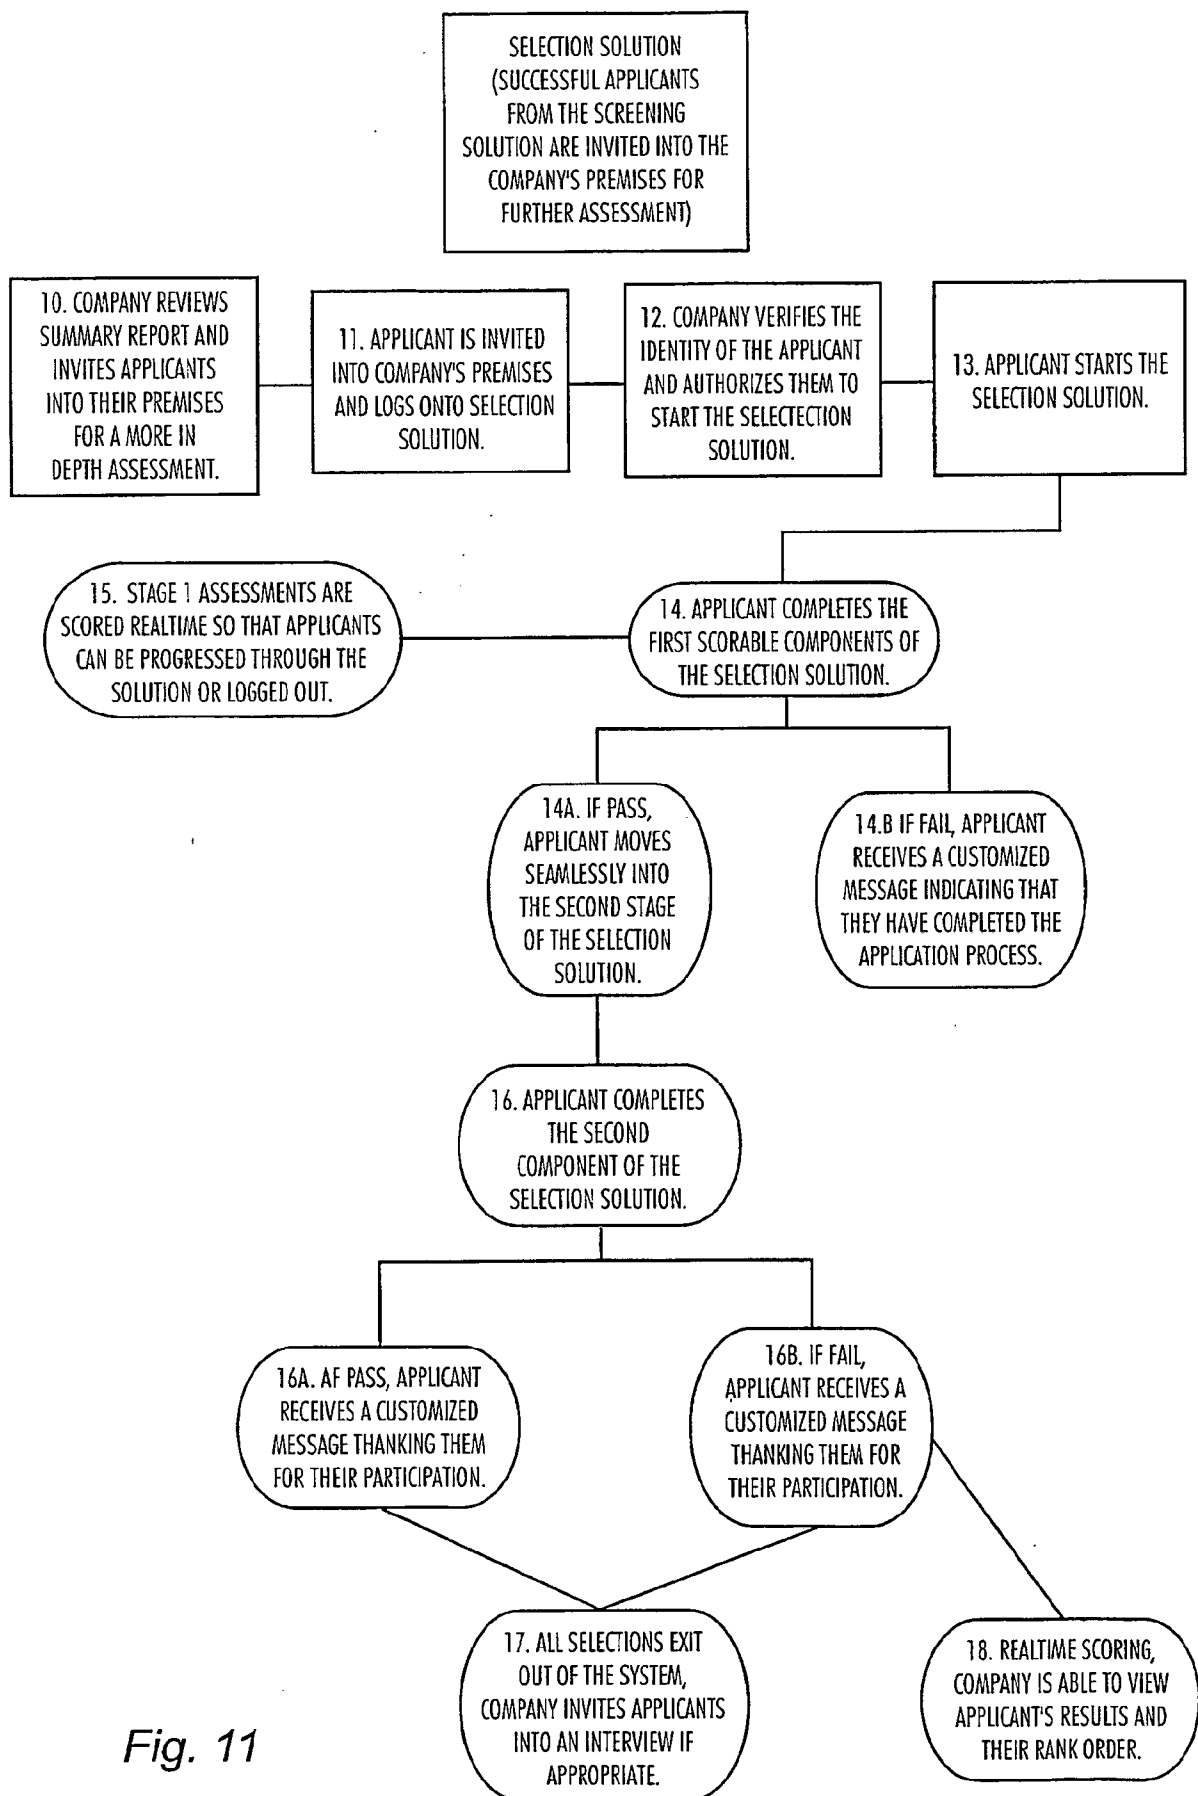 SELECTION SOLUTION
(SUCCESSFUL APPLICANTS
FROM THE SCREENING
SOLUTION ARE INVITED INTO THE
COMPANY'S PREMISES FOR
FURTHER ASSESSMENT)
10. COMPANY REVIEWS
SUMMARY REPORT AND
INVITES APPLICANTS
INTO THEIR PREMISES
FOR A MORE IN
DEPTH ASSESSMENT.
11. APPLICANT IS INVITED
INTO COMPANY'S PREMISES
AND LOGS ONTO SELECTION
SOLUTION.
12. COMPANY VERIFIES THE
IDENTITY OF THE APPLICANT
AND AUTHORIZES THEM TO
START THE SELECTECTION
SOLUTION.
13. APPLICANT STARTS THE
SELECTION SOLUTION.
15. STAGE 1 ASSESSMENTS ARE
SCORED REALTIME SO THAT APPLICANTS
CAN BE PROGRESSED THROUGH THE
SOLUTION OR LOGGED OUT.
14. APPLICANT COMPLETES THE
FIRST SCORABLE COMPONENTS OF
THE SELECTION SOLUTION.
14A. IF PASS,
APPLICANT MOVES
SEAMLESSLY INTO
THE SECOND STAGE
OF THE SELECTION
SOLUTION.
14.B IF FAIL, APPLICANT
RECEIVES A CUSTOMIZED
MESSAGE INDICATING THAT
THEY HAVE COMPLETED THE
APPLICATION PROCESS.
16. APPLICANT COMPLETES
THE SECOND
COMPONENT OF THE
SELECTION SOLUTION.
16A. AF PASS, APPLICANT
RECEIVES A CUSTOMIZED
MESSAGE THANKING THEM
FOR THEIR PARTICIPATION.
16B. IF FAIL,
APPLICANT RECEIVES A
CUSTOMIZED MESSAGE
THANKING THEM FOR
THEIR PARTICIPATION.
17. ALL SELECTIONS EXIT
OUT OF THE SYSTEM,
COMPANY INVITES APPLICANTS
INTO AN INTERVIEW IF
APPROPRIATE.
18. REALTIME SCORING,
COMPANY IS ABLE TO VIEW
APPLICANT'S RESULTS AND
THEIR RANK ORDER.
Fig. 11